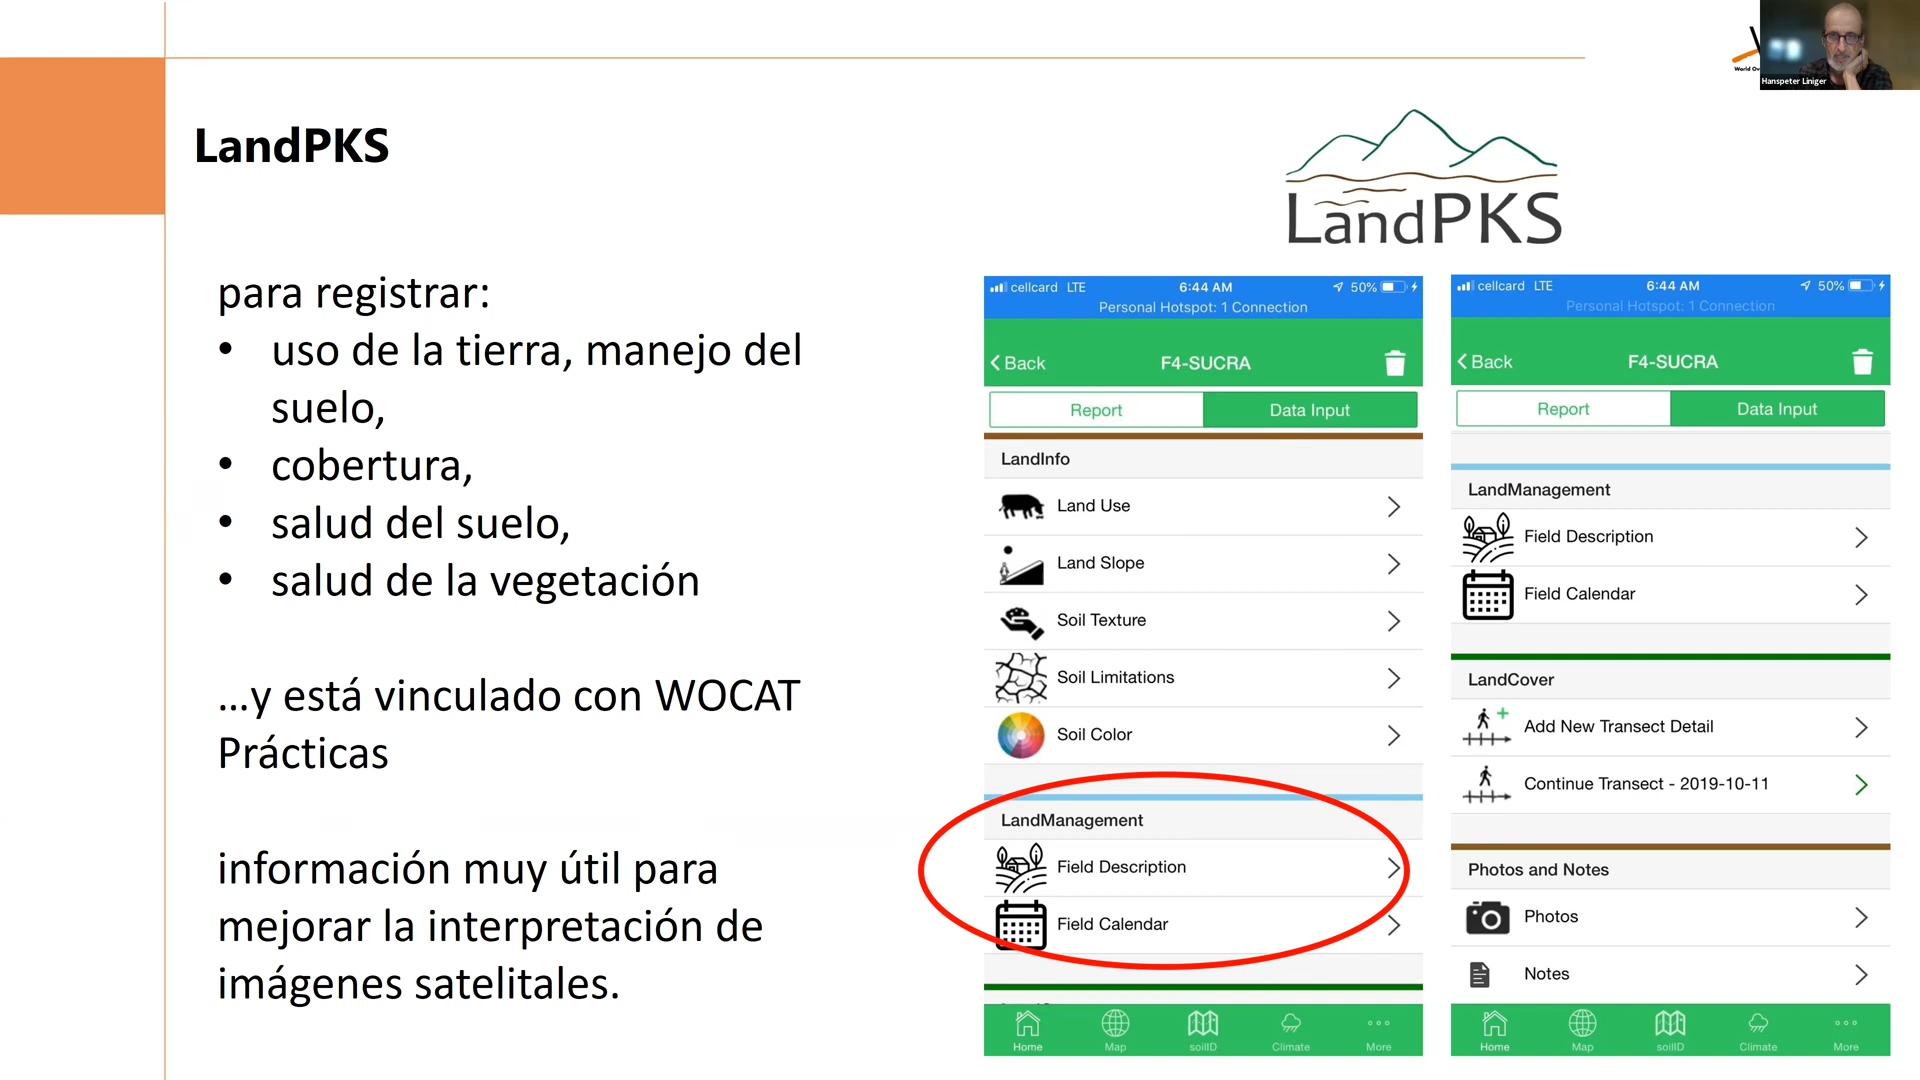 World Ov
Hanspeter Liniger
LandPKS
LandPKS
para registrar:
• uso de la tierra, manejo del
suelo,
• cobertura,
• salud del suelo,
• salud de la vegetación
...y está vinculado con WOCAT
Prácticas
información muy útil para
mejorar la interpretación de
imágenes satelitales.
cellcard LTE 6:44 AM 50%
Personal Hotspot: 1 Connection
Back F4-SUCRA
Report Data Input
LandInfo
Land Use
Land Slope
Soil Texture
Soil Limitations
Soil Color
LandManagement
Field Description
Field Calendar
Home Map soilID Climate More
cellcard LTE 6:44 AM 50%
Personal Hotspot: 1 Connection
Back F4-SUCRA
Report Data Input
LandManagement
Field Description
Field Calendar
LandCover
Add New Transect Detail
Continue Transect - 2019-10-11
Photos and Notes
Photos
Notes
Home Map soilID Climate More